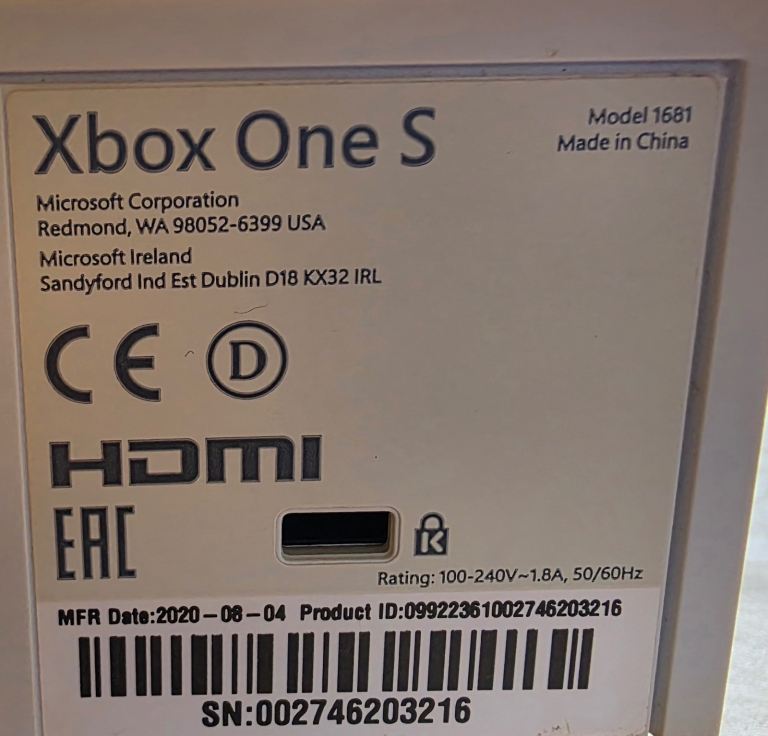 Xbox One S
Model 1681
Made in China
Microsoft Corporation
Redmond, WA 98052-6399 USA
Microsoft Ireland
Sandyford Ind Est Dublin D18 KX32 IRL
CE D
HDMI
EAC
K
Rating: 100-240V~1.8A, 50/60Hz
MFR Date:2020-08-04 Product ID:09922361002746203216
SN:002746203216